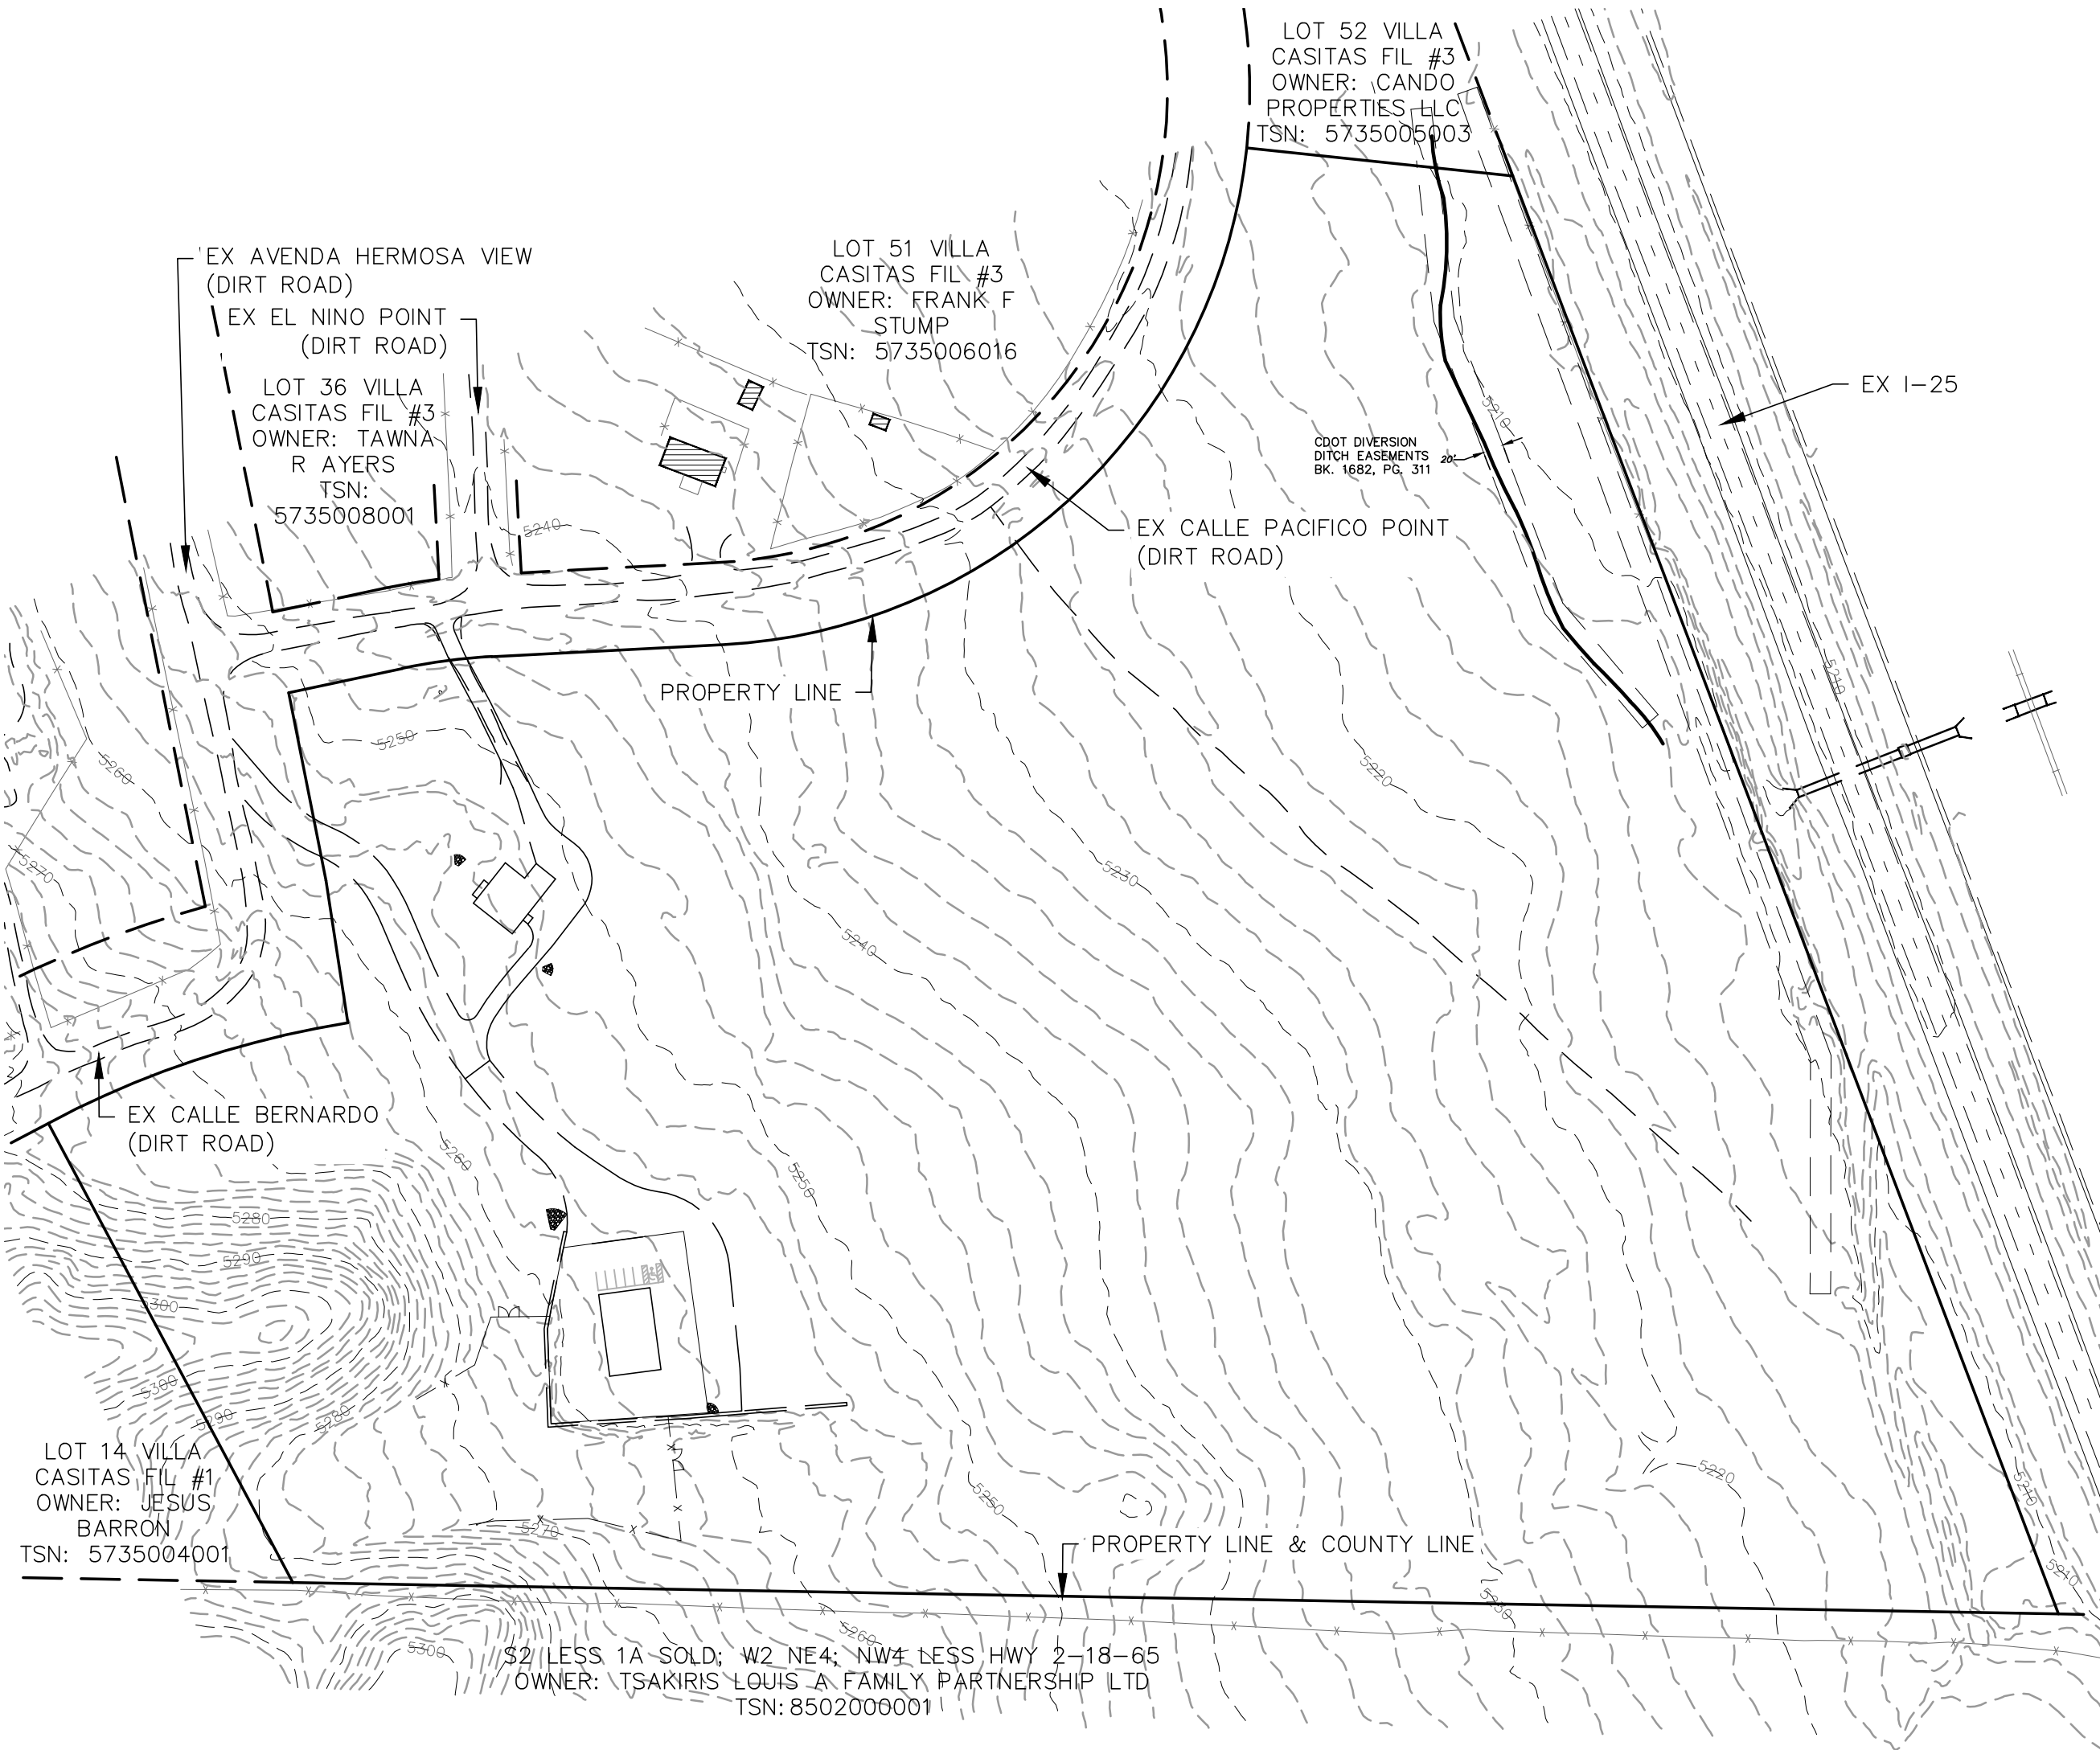 LOT 52 VILLA
CASITAS FIL #3
OWNER: CANDO
PROPERTIES LLC
TSN: 5735005003
EX AVENDA HERMOSA VIEW
(DIRT ROAD)
EX EL NINO POINT
(DIRT ROAD)
LOT 51 VILLA
CASITAS FIL #3
OWNER: FRANK F
STUMP
TSN: 5735006016
LOT 36 VILLA
CASITAS FIL #3
OWNER: TAWNA
R AYERS
TSN:
5735008001
EX I-25
5210
CDOT DIVERSION
DITCH EASEMENTS
BK. 1682, PG. 311
20'
5240
EX CALLE PACIFICO POINT
(DIRT ROAD)
PROPERTY LINE
5210
5250
5260
5220
5270
5230
5240
EX CALLE BERNARDO
(DIRT ROAD)
5260
5250
5280
5290
5300
5300
5290
5280
LOT 14 VILLA
CASITAS FIL #1
OWNER: JESUS
BARRON
TSN: 5735004001
5220
5210
5250
5270
PROPERTY LINE & COUNTY LINE
5210
5230
5260
5300
S2 LESS 1A SOLD; W2 NE4; NW4 LESS HWY 2-18-65
OWNER: TSAKIRIS LOUIS A FAMILY PARTNERSHIP LTD
TSN: 8502000001